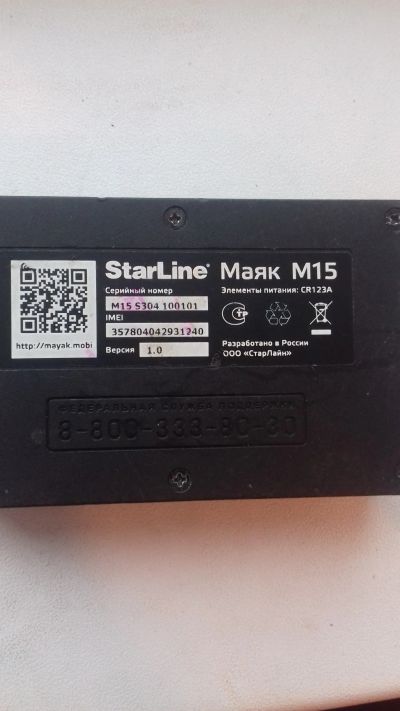 StarLine® Маяк М15
Серийный номер
M15 S304 100101
IMEI
357804042931240
Версия 1.0
http://mayak.mobi
Элементы питания: CR123A
Разработано в России
ООО «СтарЛайн»
ФЕДЕРАЛЬНАЯ СЛУЖБА ПОДДЕРЖКИ
8-800-333-80-30